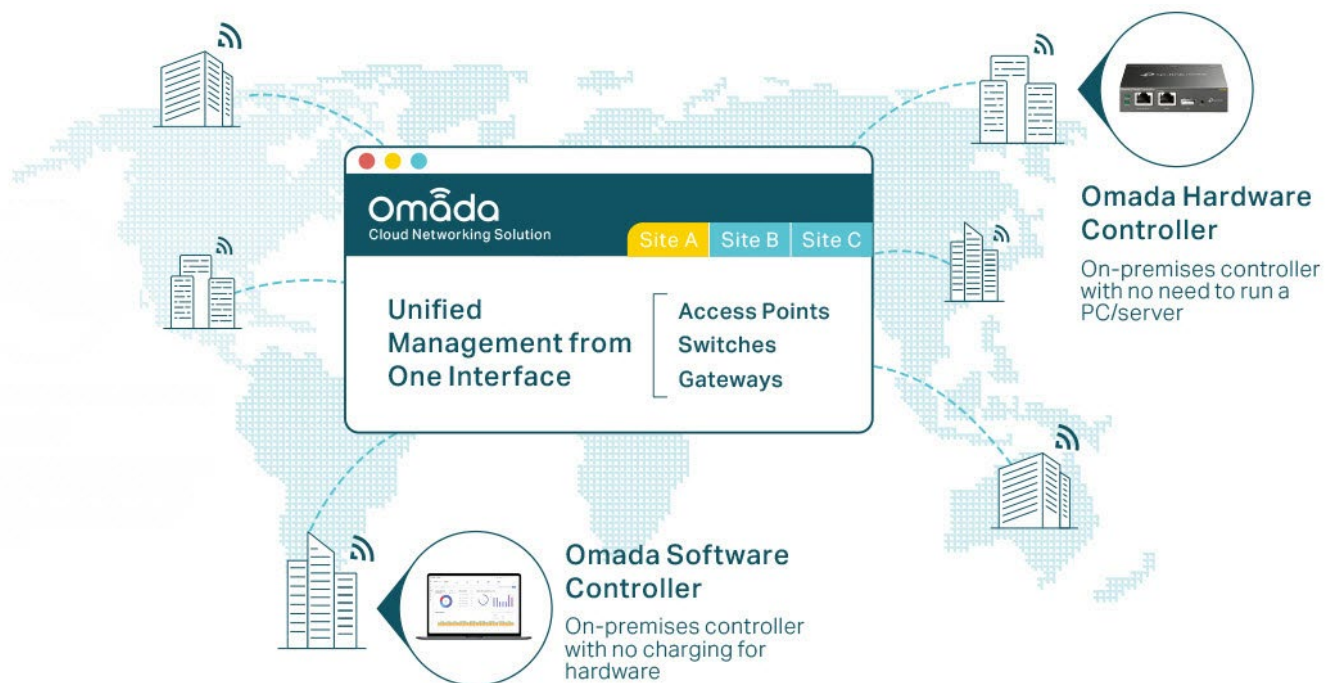 Omada
Cloud Networking Solution
Site A
Site B
Site C
Unified
Management from
One Interface
Access Points
Switches
Gateways
Omada Hardware
Controller
On-premises controller
with no need to run a
PC/server
Omada Software
Controller
On-premises controller
with no charging for
hardware